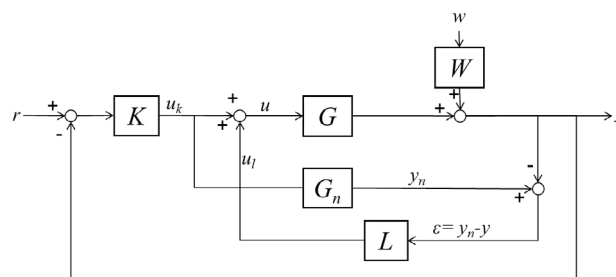 w
W
r
+
-
K
u_k
+
+
u
G
+
+
u_l
G_n
y_n
-
+
L
ε= y_n-y